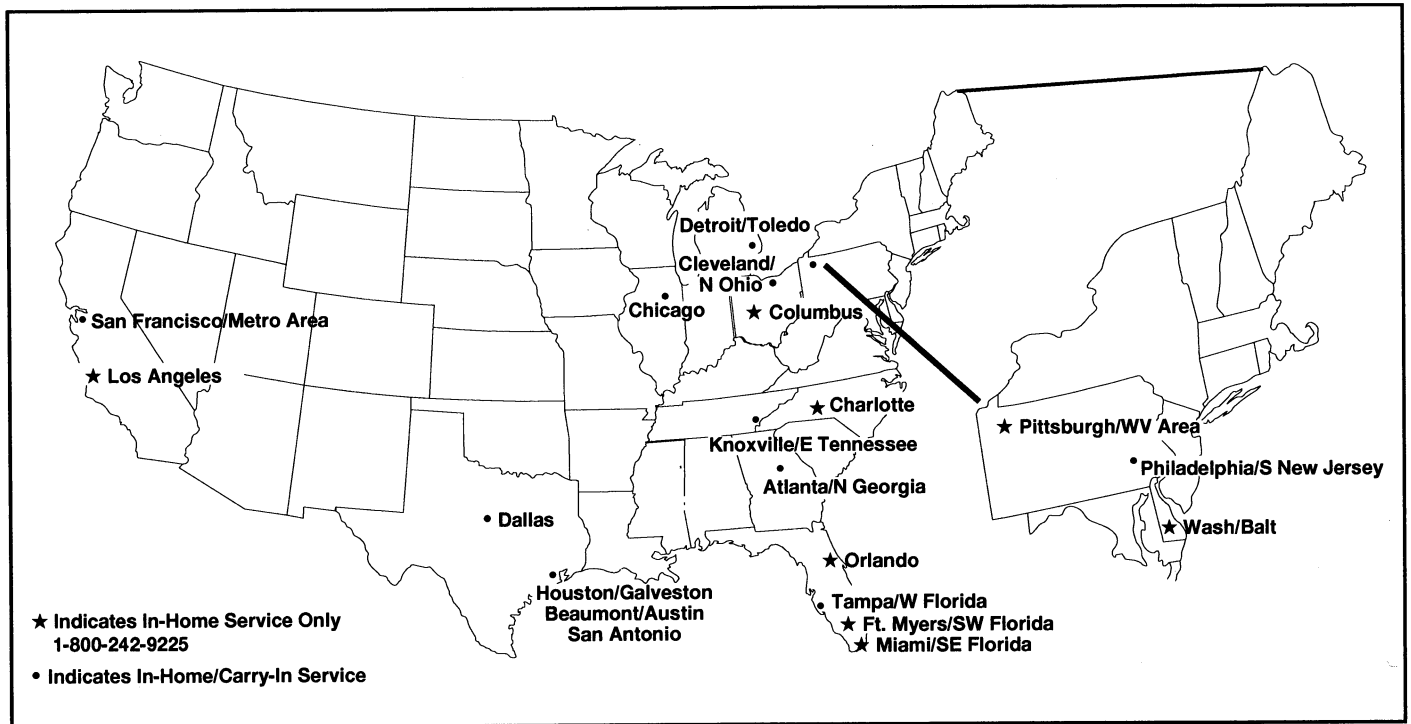 Detroit/Toledo
Cleveland/
N Ohio
Chicago
★ Columbus
San Francisco/Metro Area
★ Los Angeles
★ Charlotte
Knoxville/E Tennessee
Atlanta/N Georgia
★ Pittsburgh/WV Area
Philadelphia/S New Jersey
★ Wash/Balt
• Dallas
★ Orlando
Houston/Galveston
Beaumont/Austin
San Antonio
Tampa/W Florida
★ Ft. Myers/SW Florida
★ Miami/SE Florida
★ Indicates In-Home Service Only
1-800-242-9225
• Indicates In-Home/Carry-In Service